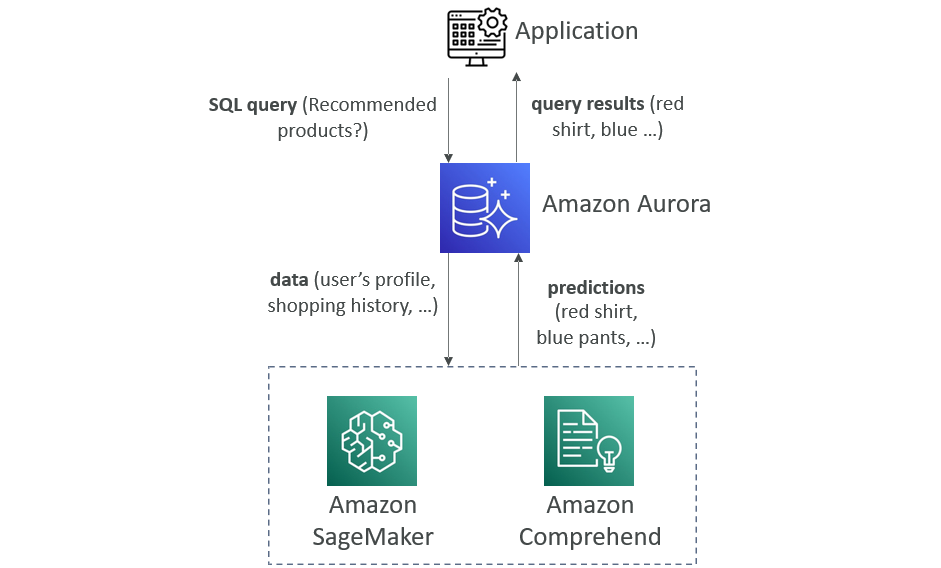 Application
SQL query (Recommended
products?)
query results (red
shirt, blue …)
Amazon Aurora
data (user’s profile,
shopping history, …)
predictions
(red shirt,
blue pants, …)
Amazon
SageMaker
Amazon
Comprehend